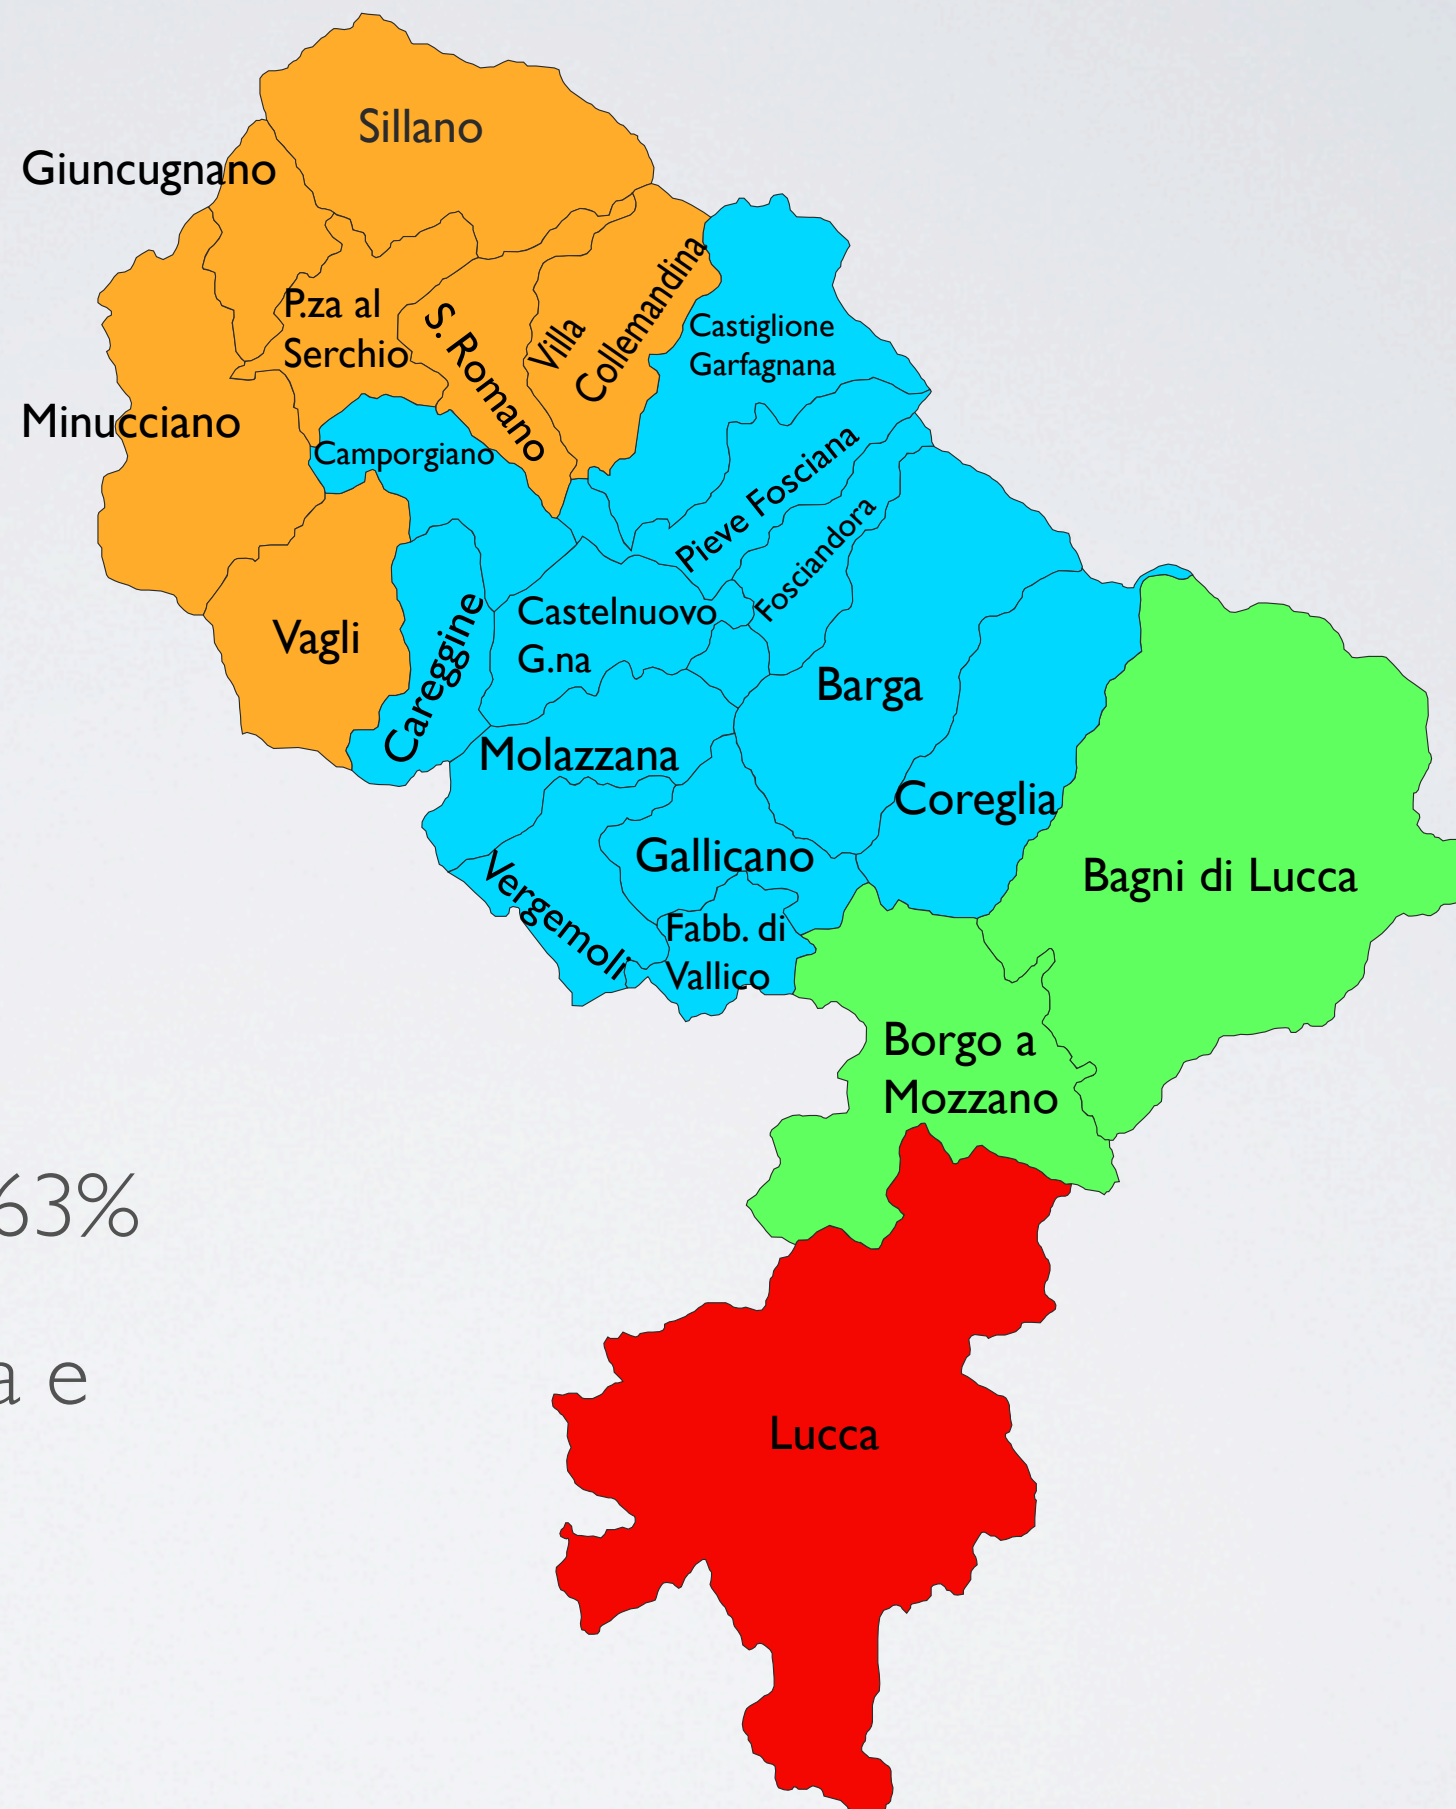 Sillano
Giuncugnano
P.za al
Serchio
S. Romano
Villa
Collemandina
Castiglione
Garfagnana
Minucciano
Camporgiano
Pieve Fosciana
Fosciandora
Vagli
Careggine
Castelnuovo
G.na
Barga
Molazzana
Coreglia
Gallicano
Bagni di Lucca
Vergemoli
Fabb. di
Vallico
Borgo a
Mozzano
63%
a e
Lucca